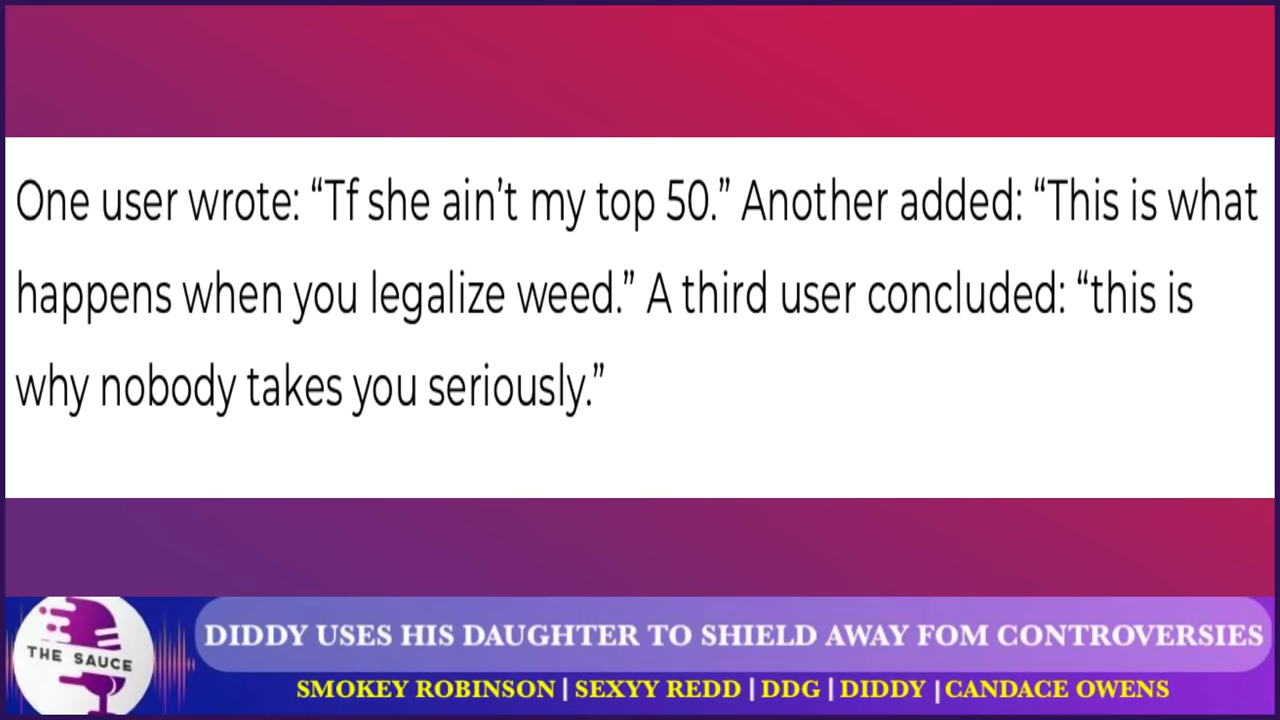 One user wrote: “Tf she ain’t my top 50.” Another added: “This is what
happens when you legalize weed.” A third user concluded: “this is
why nobody takes you seriously.”
THE SAUCE
DIDDY USES HIS DAUGHTER TO SHIELD AWAY FOM CONTROVERSIES
SMOKEY ROBINSON | SEXYY REDD | DDG | DIDDY | CANDACE OWENS